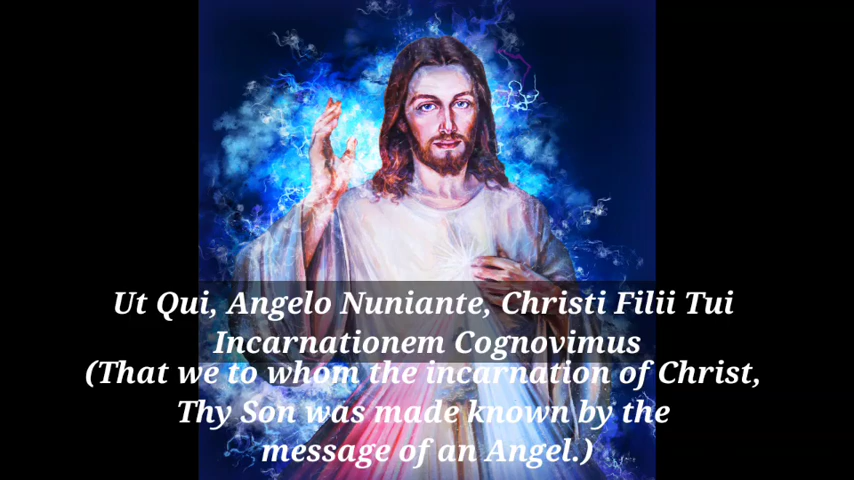 Ut Qui, Angelo Nuniante, Christi Filii Tui
Incarnationem Cognovimus
(That we to whom the incarnation of Christ,
Thy Son was made known by the
message of an Angel.)